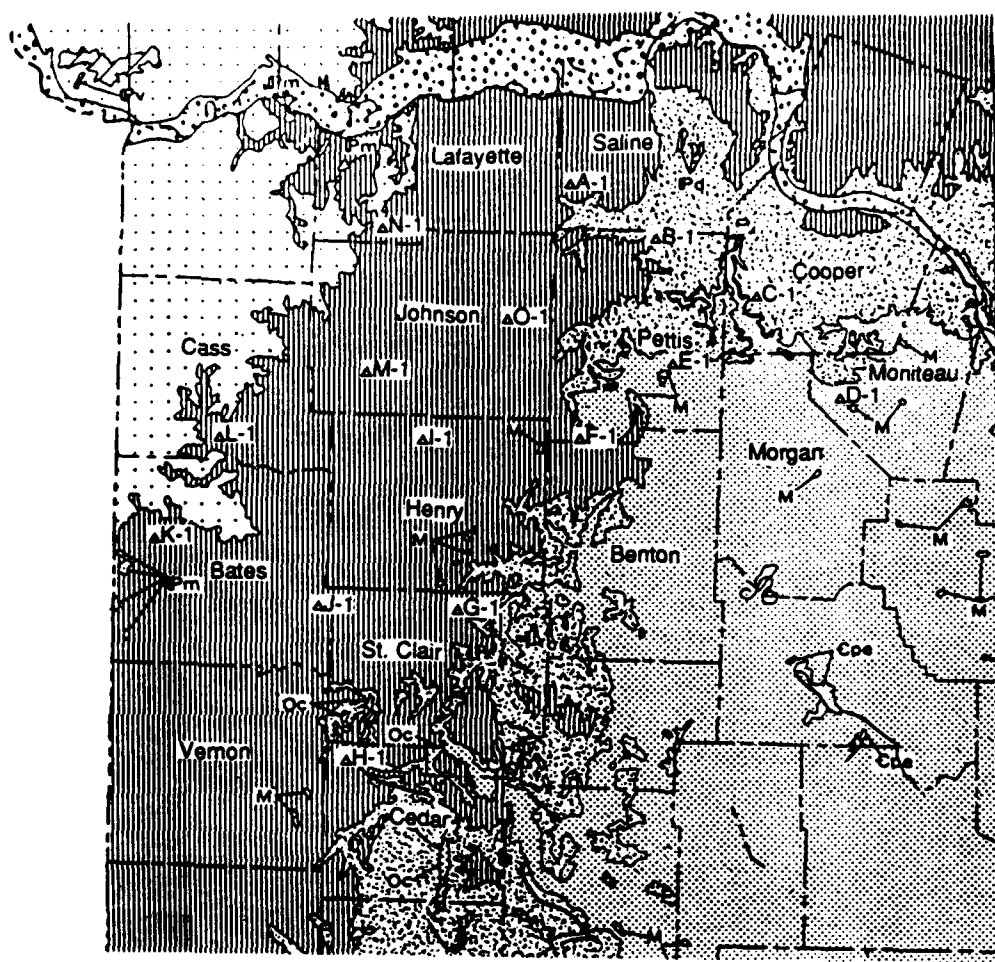 Pm
M
Pm
Lafayette
Saline
△A-1
Pd
△N-1
△B-1
Cooper
△C-1
Johnson
△O-1
Pettis
△E-1
Cass
△M-1
M
Moniteau
△D-1
M
M
△L-1
△I-1
M
△F-1
Morgan
M
Henry
M
△K-1
M
Bates
Pm
Benton
△J-1
△G-1
M
St. Clair
Cpe
Oc
Oc
Vernon
△H-1
Cpe
M
Cedar
Oc
M